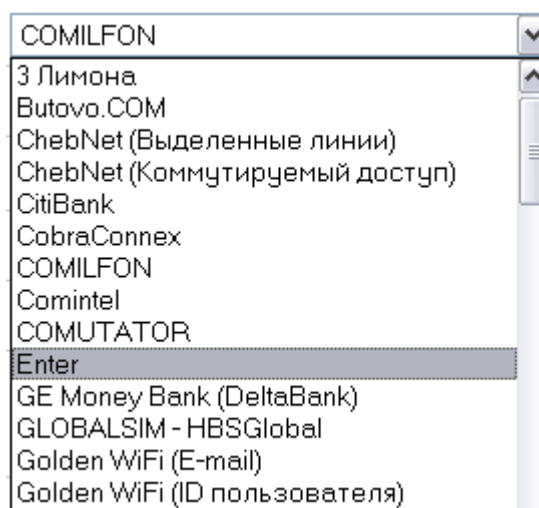 COMILFON
3 Лимона
Butovo.COM
ChebNet (Выделенные линии)
ChebNet (Коммутируемый доступ)
CitiBank
CobraConnex
COMILFON
Comintel
COMUTATOR
Enter
GE Money Bank (DeltaBank)
GLOBALSIM - HBSGlobal
Golden WiFi (E-mail)
Golden WiFi (ID пользователя)